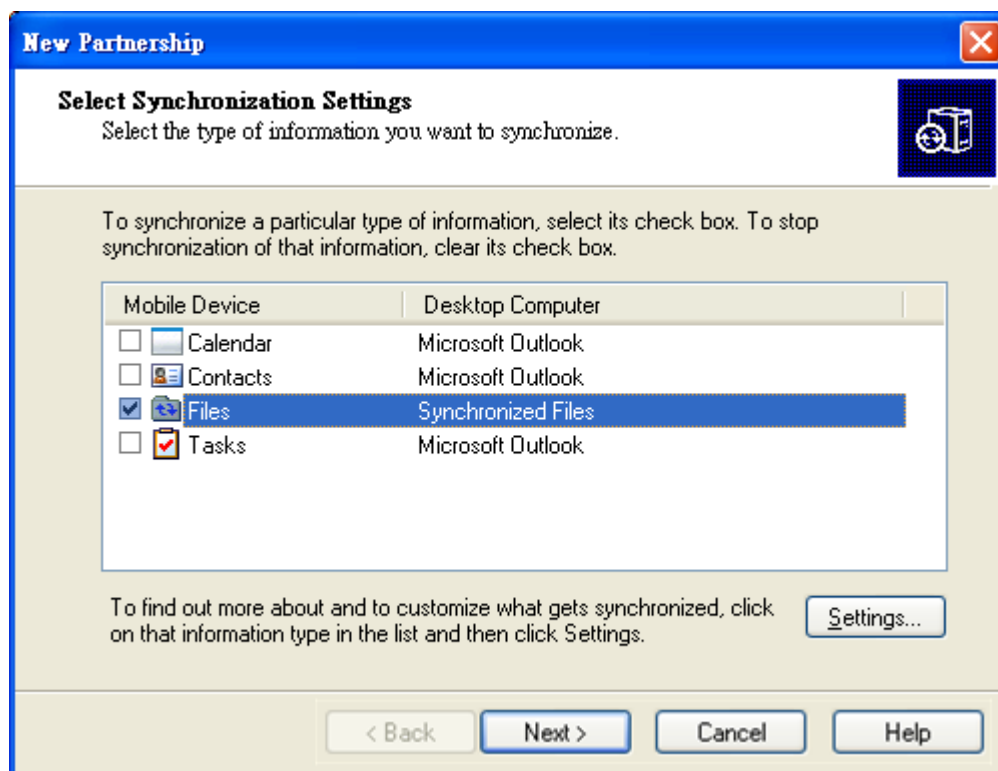 New Partnership
Select Synchronization Settings
Select the type of information you want to synchronize.
To synchronize a particular type of information, select its check box. To stop
synchronization of that information, clear its check box.
Mobile Device Desktop Computer
Calendar Microsoft Outlook
Contacts Microsoft Outlook
Files Synchronized Files
Tasks Microsoft Outlook
To find out more about and to customize what gets synchronized, click
on that information type in the list and then click Settings.
Settings...
< Back Next > Cancel Help